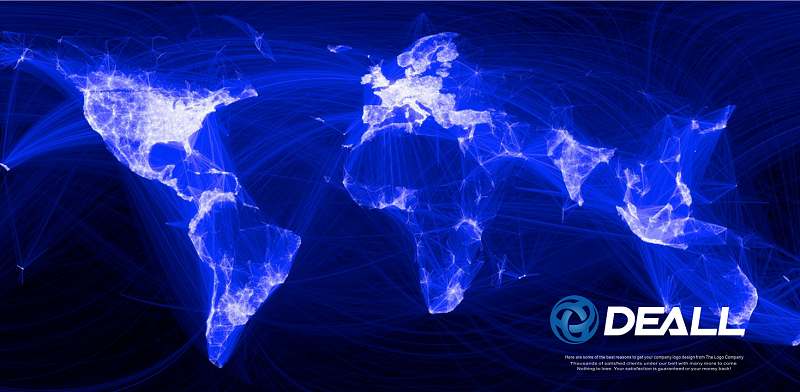 DEALL
Here are some of the best reasons to get your company logo design from The Logo Company
Thousands of satisfied clients under our belt with many more to come
Nothing to lose. Your satisfaction is guaranteed or your money back!